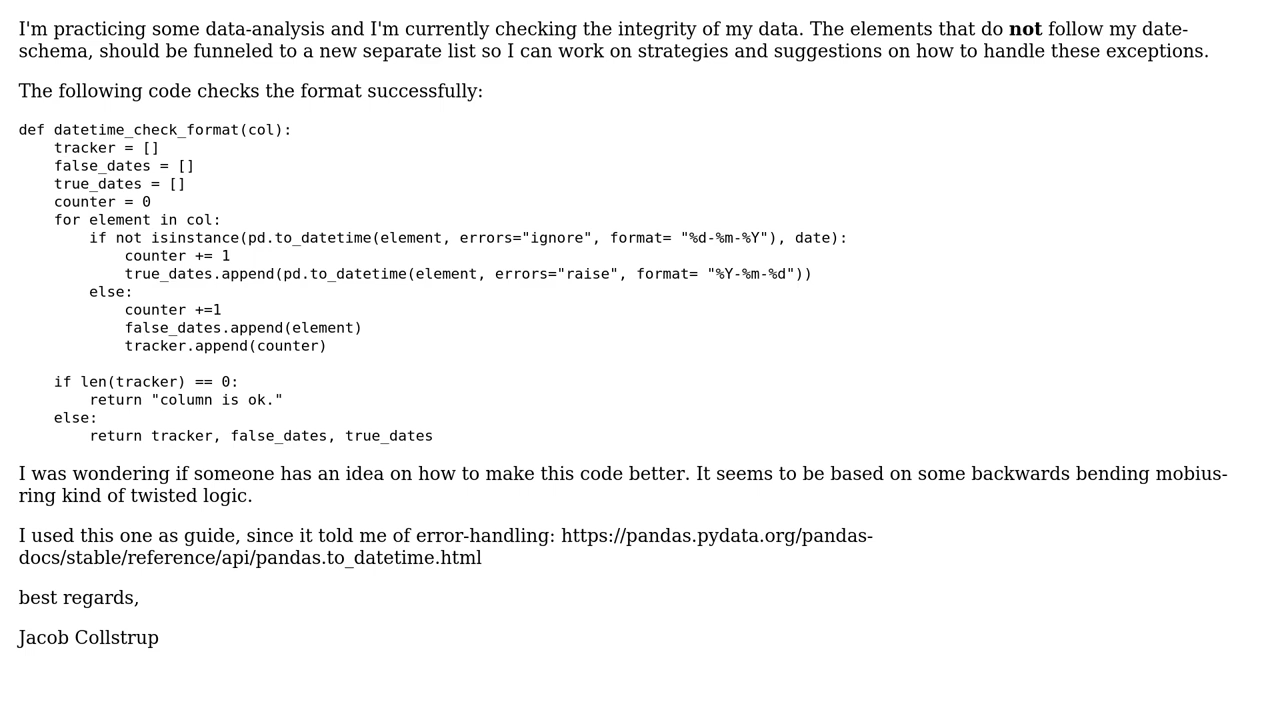 I'm practicing some data-analysis and I'm currently checking the integrity of my data. The elements that do not follow my date-
schema, should be funneled to a new separate list so I can work on strategies and suggestions on how to handle these exceptions.
The following code checks the format successfully:
def datetime_check_format(col):
    tracker = []
    false_dates = []
    true_dates = []
    counter = 0
    for element in col:
        if not isinstance(pd.to_datetime(element, errors="ignore", format= "%d-%m-%Y"), date):
            counter += 1
            true_dates.append(pd.to_datetime(element, errors="raise", format= "%Y-%m-%d"))
        else:
            counter +=1
            false_dates.append(element)
            tracker.append(counter)
    if len(tracker) == 0:
        return "column is ok."
    else:
        return tracker, false_dates, true_dates
I was wondering if someone has an idea on how to make this code better. It seems to be based on some backwards bending mobius-
ring kind of twisted logic.
I used this one as guide, since it told me of error-handling: https://pandas.pydata.org/pandas-
docs/stable/reference/api/pandas.to_datetime.html
best regards,
Jacob Collstrup